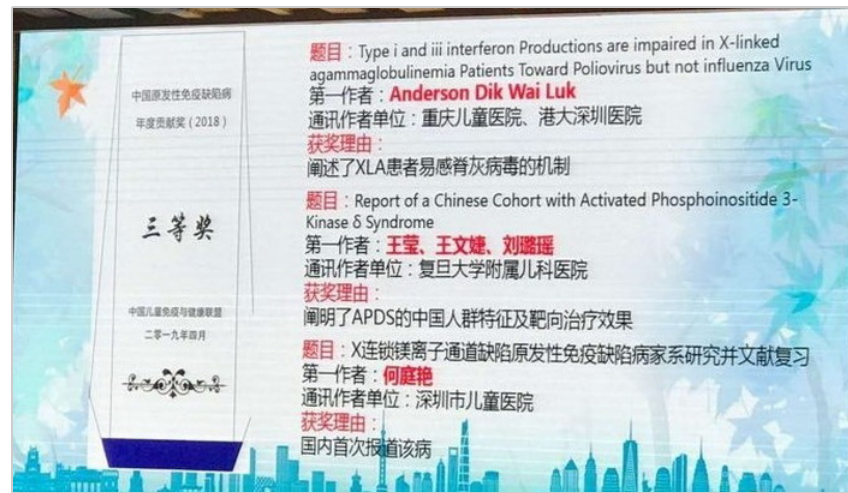 中国原发性免疫缺陷病
年度贡献奖(2018)
三等奖
中国儿童免疫与健康联盟
二零一九年四月
题目：Type i and iii interferon Productions are impaired in X-linked
agammaglobulinemia Patients Toward Poliovirus but not influenza Virus
第一作者：Anderson Dik Wai Luk
通讯作者单位：重庆儿童医院、港大深圳医院
获奖理由：
阐述了XLA患者易感脊灰病毒的机制
题目：Report of a Chinese Cohort with Activated Phosphoinositide 3-
Kinase δ Syndrome
第一作者：王莹、王文婕、刘璐瑶
通讯作者单位：复旦大学附属儿科医院
获奖理由：
阐明了APDS的中国人群特征及靶向治疗效果
题目：X连锁镁离子通道缺陷原发性免疫缺陷病家系研究并文献复习
第一作者：何庭艳
通讯作者单位：深圳市儿童医院
获奖理由：
国内首次报道该病